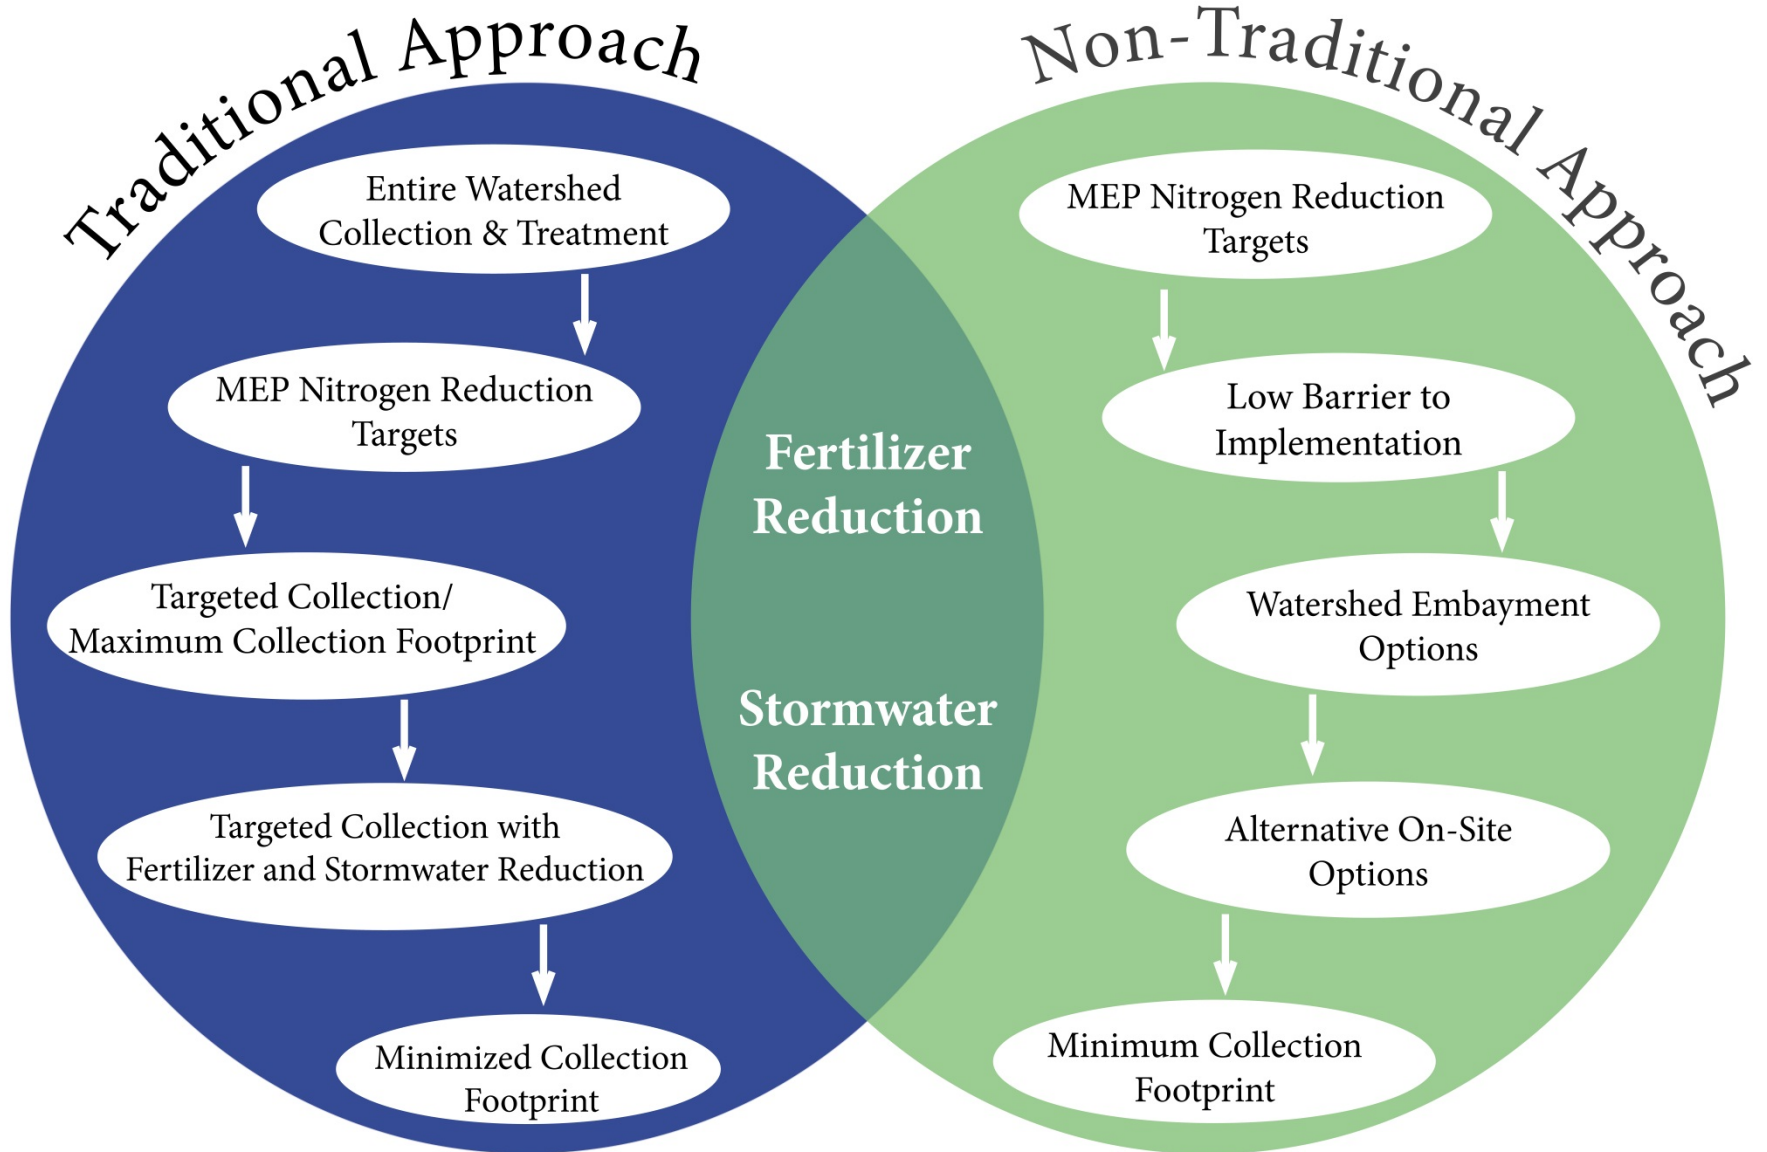 Traditional Approach
Entire Watershed
Collection & Treatment
MEP Nitrogen Reduction
Targets
Targeted Collection/
Maximum Collection Footprint
Targeted Collection with
Fertilizer and Stormwater Reduction
Minimized Collection
Footprint
Fertilizer
Reduction
Stormwater
Reduction
Non-Traditional Approach
MEP Nitrogen Reduction
Targets
Low Barrier to
Implementation
Watershed Embayment
Options
Alternative On-Site
Options
Minimum Collection
Footprint